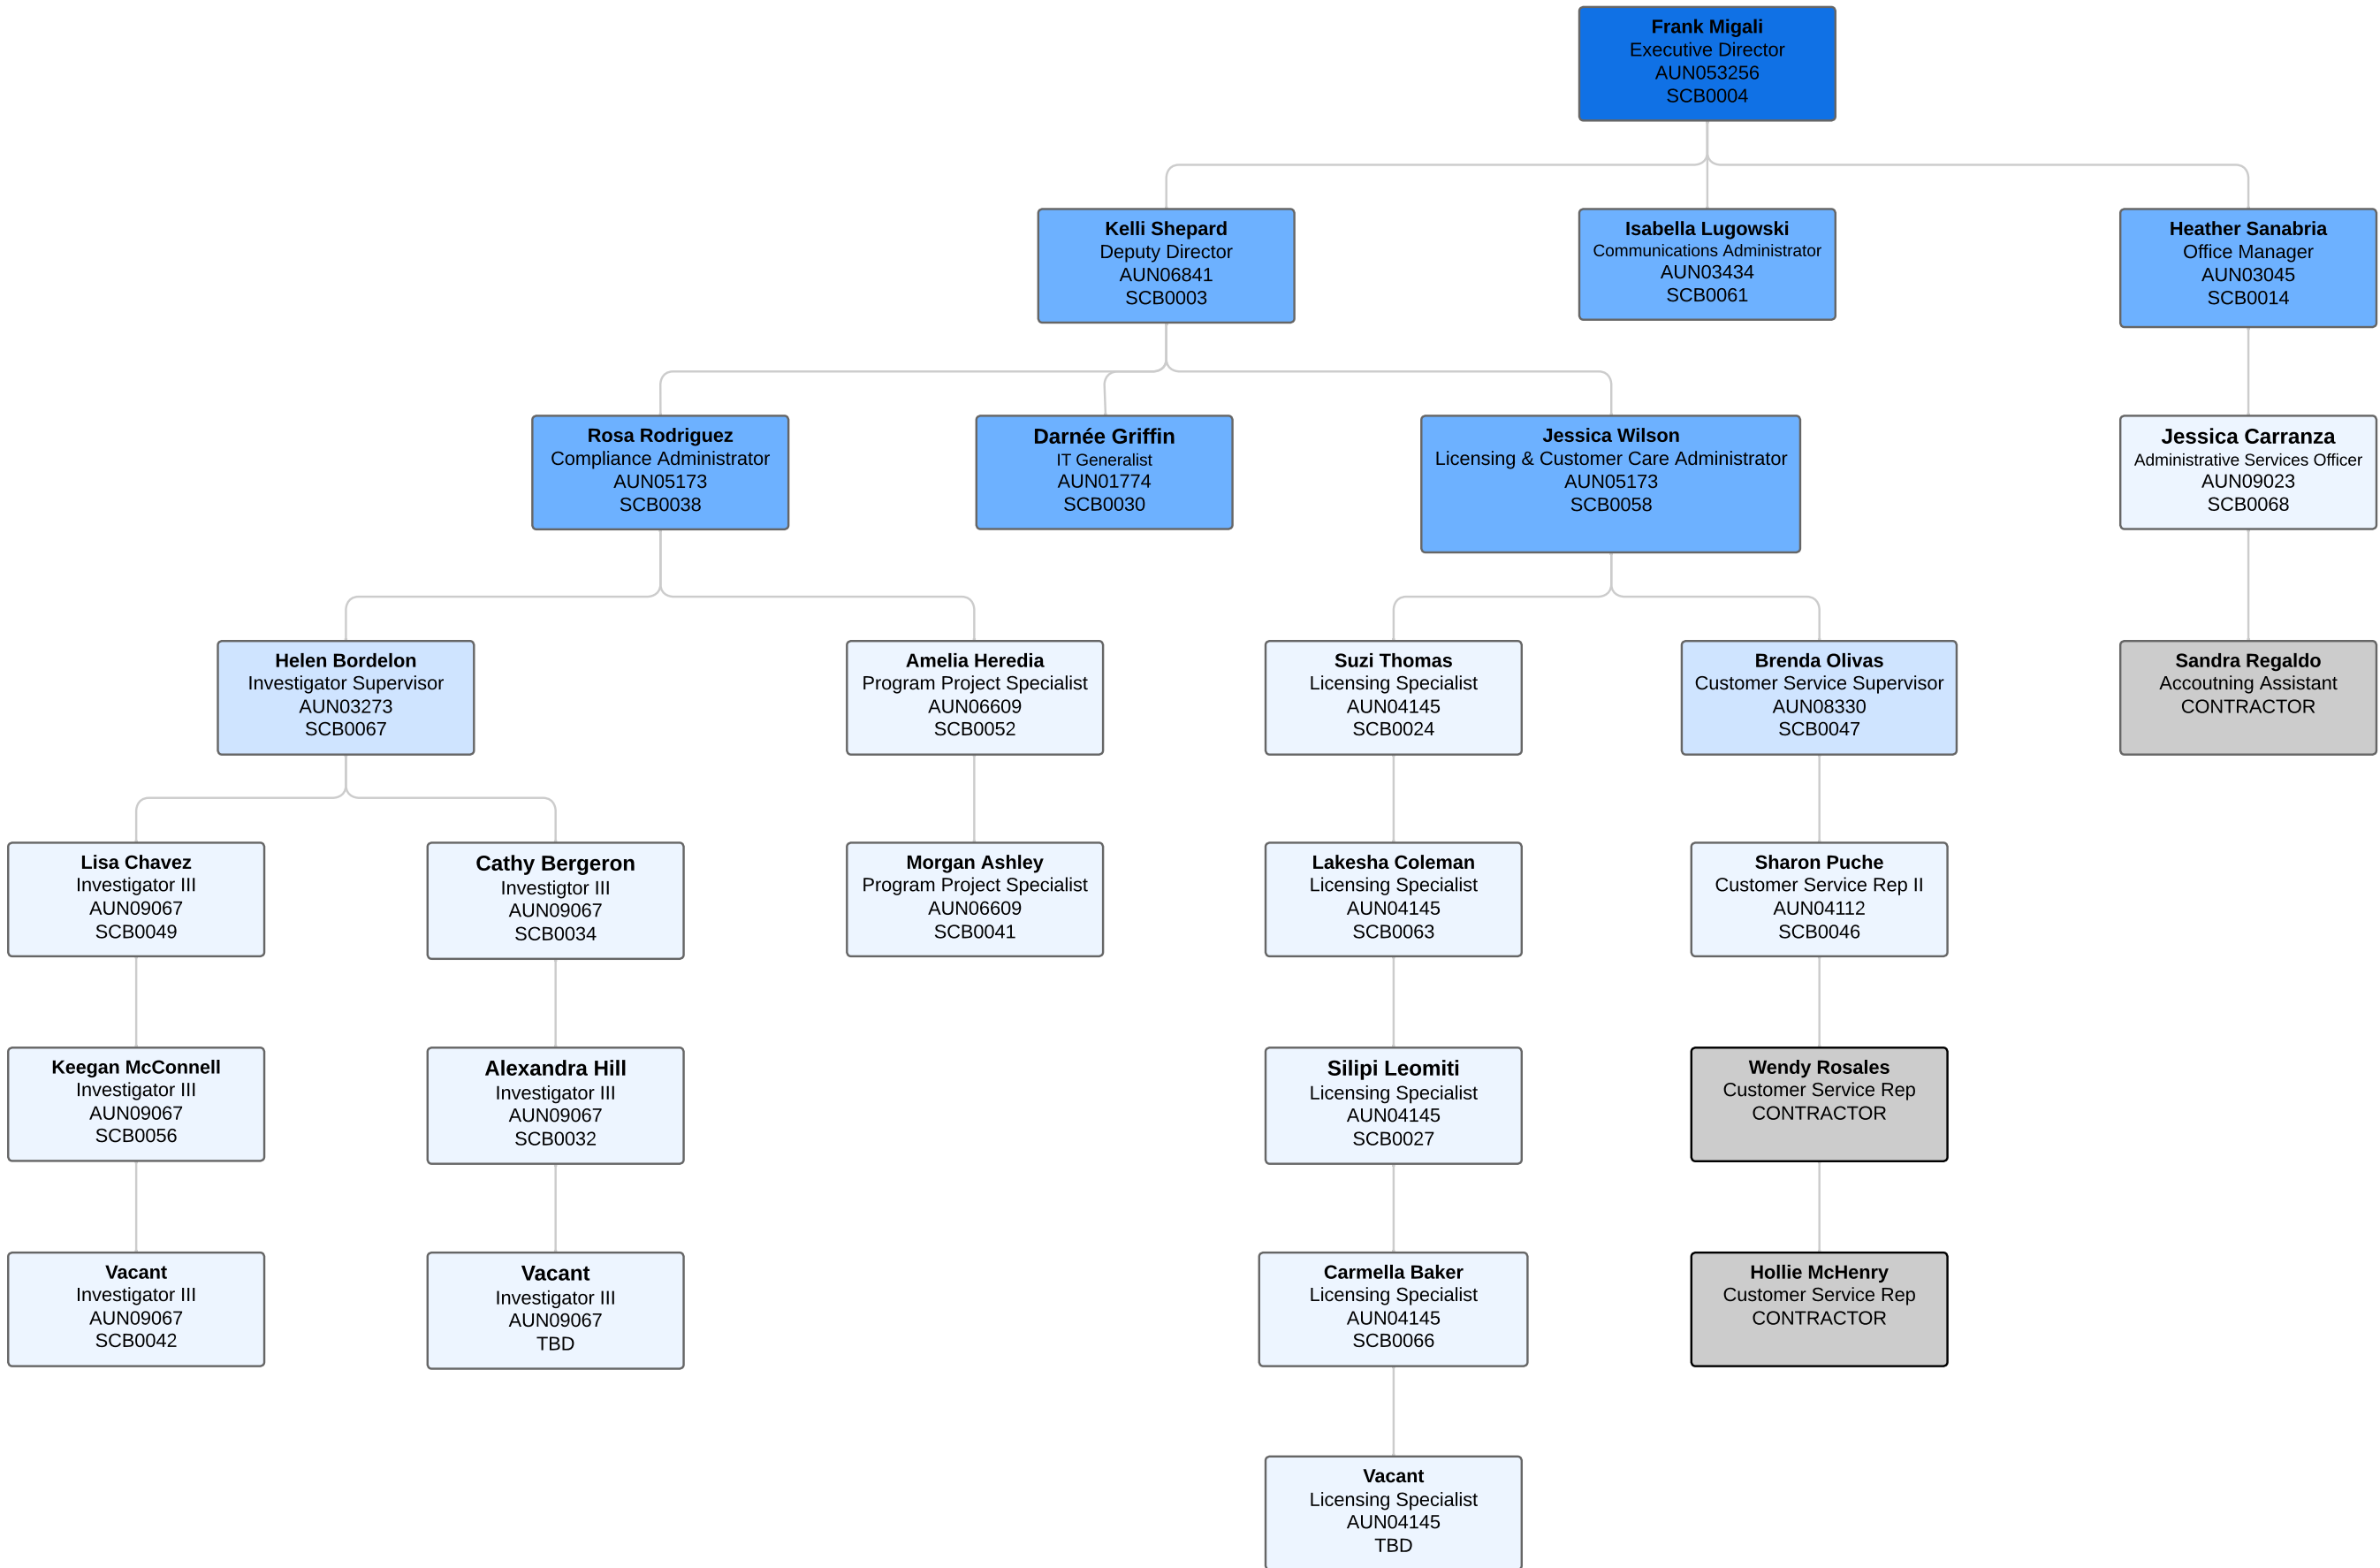 Frank Migali
Executive Director
AUN053256
SCB0004
Kelli Shepard
Deputy Director
AUN06841
SCB0003
Isabella Lugowski
Communications Administrator
AUN03434
SCB0061
Heather Sanabria
Office Manager
AUN03045
SCB0014
Rosa Rodriguez
Compliance Administrator
AUN05173
SCB0038
Darnée Griffin
IT Generalist
AUN01774
SCB0030
Jessica Wilson
Licensing & Customer Care Administrator
AUN05173
SCB0058
Jessica Carranza
Administrative Services Officer
AUN09023
SCB0068
Helen Bordelon
Investigator Supervisor
AUN03273
SCB0067
Amelia Heredia
Program Project Specialist
AUN06609
SCB0052
Suzi Thomas
Licensing Specialist
AUN04145
SCB0024
Brenda Olivas
Customer Service Supervisor
AUN08330
SCB0047
Sandra Regaldo
Accoutning Assistant
CONTRACTOR
Lisa Chavez
Investigator III
AUN09067
SCB0049
Cathy Bergeron
Investigtor III
AUN09067
SCB0034
Morgan Ashley
Program Project Specialist
AUN06609
SCB0041
Lakesha Coleman
Licensing Specialist
AUN04145
SCB0063
Sharon Puche
Customer Service Rep II
AUN04112
SCB0046
Keegan McConnell
Investigator III
AUN09067
SCB0056
Alexandra Hill
Investigator III
AUN09067
SCB0032
Silipi Leomiti
Licensing Specialist
AUN04145
SCB0027
Wendy Rosales
Customer Service Rep
CONTRACTOR
Vacant
Investigator III
AUN09067
SCB0042
Vacant
Investigator III
AUN09067
TBD
Carmella Baker
Licensing Specialist
AUN04145
SCB0066
Hollie McHenry
Customer Service Rep
CONTRACTOR
Vacant
Licensing Specialist
AUN04145
TBD